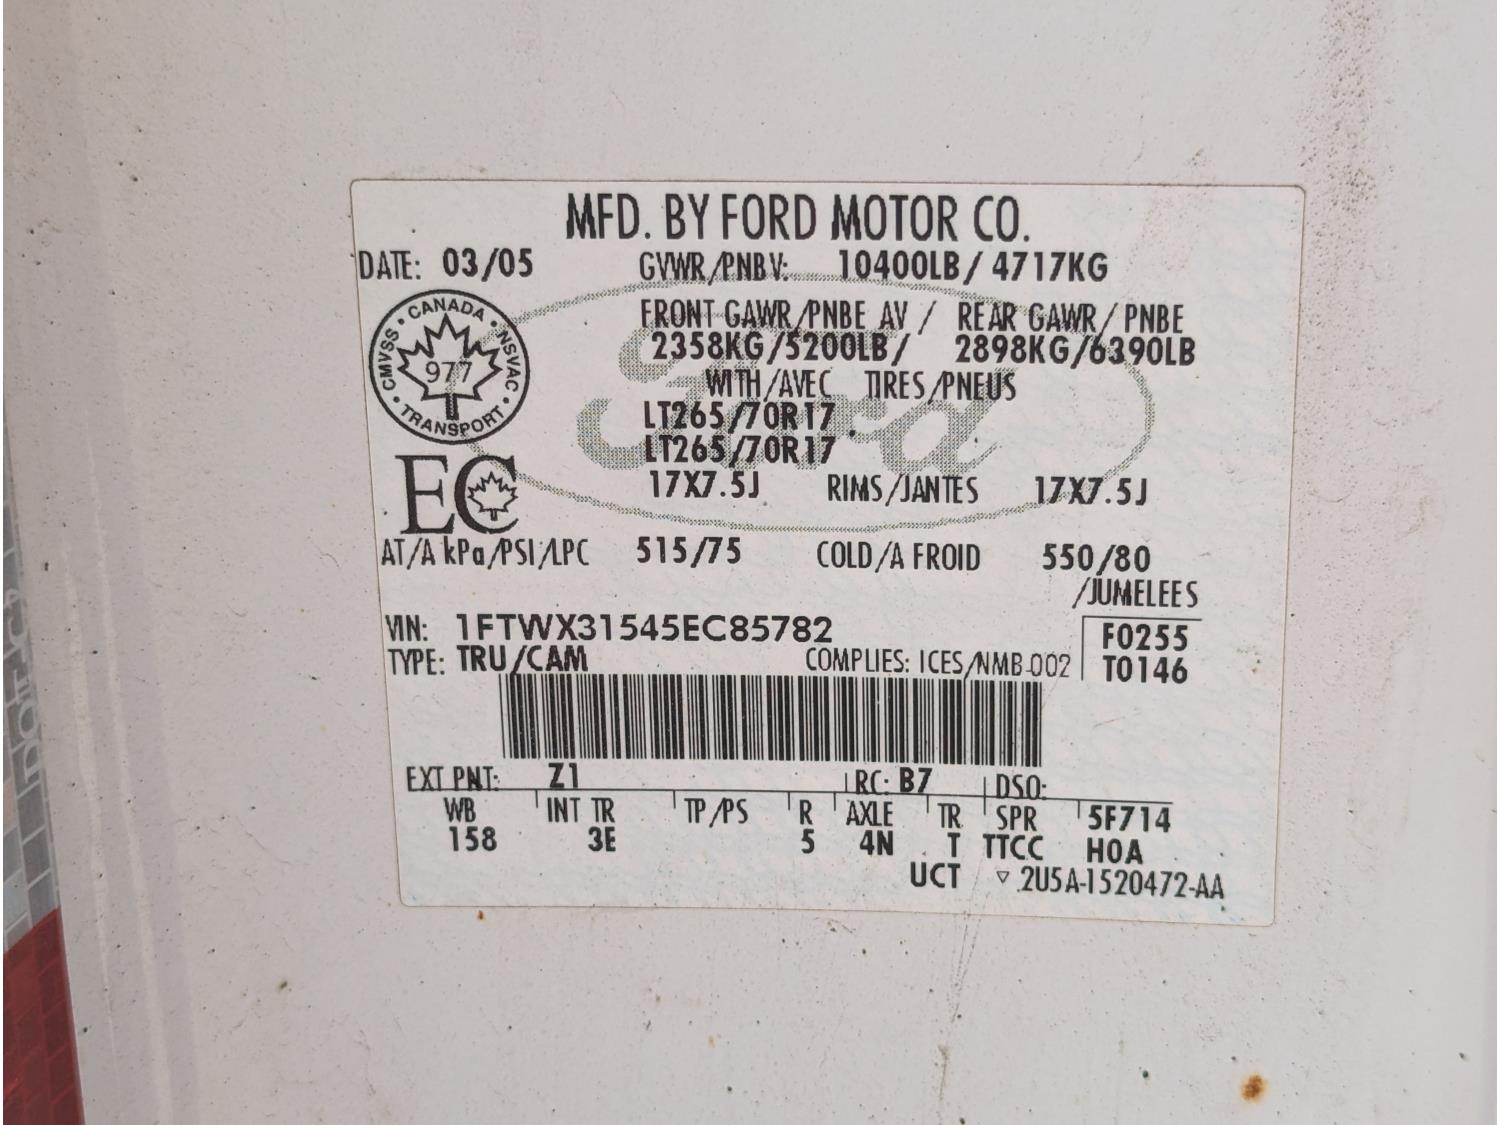 MFD. BY FORD MOTOR CO.
DATE: 03/05 GVWR/PNBV: 10400LB/ 4717KG
FRONT GAWR/PNBE AV / REAR GAWR/ PNBE
2358KG/5200LB/ 2898KG/6390LB
WITH/AVEC TIRES/PNEUS
LT265/70R17
LT265/70R17
17X7.5J RIMS/JANTES 17X7.5J
CANADA • NSVAC • TRANSPORT • CMVSS •
977
Ford
EC
AT/A kPa/PSI/LPC 515/75 COLD/A FROID 550/80
/JUMELEES
VIN: 1FTWX31545EC85782 F0255
TYPE: TRU/CAM COMPLIES: ICES/NMB-002 T0146
EXT PNT: Z1 RC: B7 DSO:
WB INT TR TP/PS R AXLE TR SPR 5F714
158 3E 5 4N T TTCC H0A
UCT ▽ 2U5A-1520472-AA